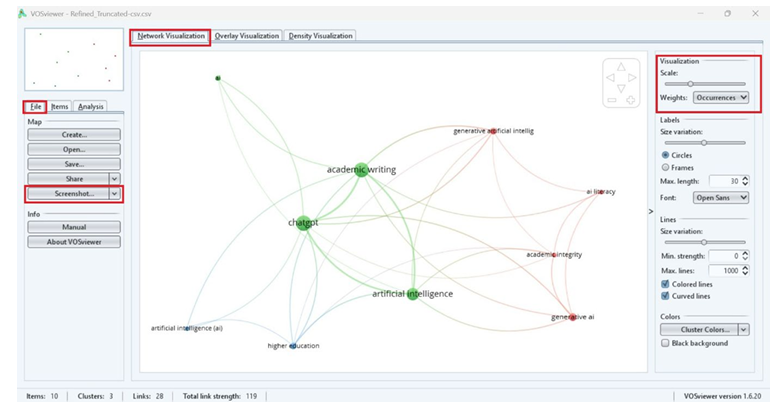 VOSviewer - Refined_Truncated-csv.csv
Network Visualization Overlay Visualization Density Visualization
File Items Analysis
Map
Create...
Open...
Save...
Share
Screenshot...
Info
Manual
About VOSviewer
ai
generative artificial intellig
academic writing
ai literacy
chatgpt
academic integrity
artificial intelligence
generative ai
artificial intelligence (ai)
higher education
>
Visualization
Scale:
Weights: Occurrences
Labels
Size variation:
Circles
Frames
Max. length: 30
Font: Open Sans
Lines
Size variation:
Min. strength: 0
Max. lines: 1000
Colored lines
Curved lines
Colors
Cluster Colors...
Black background
Items: 10 Clusters: 3 Links: 28 Total link strength: 119 VOSviewer version 1.6.20